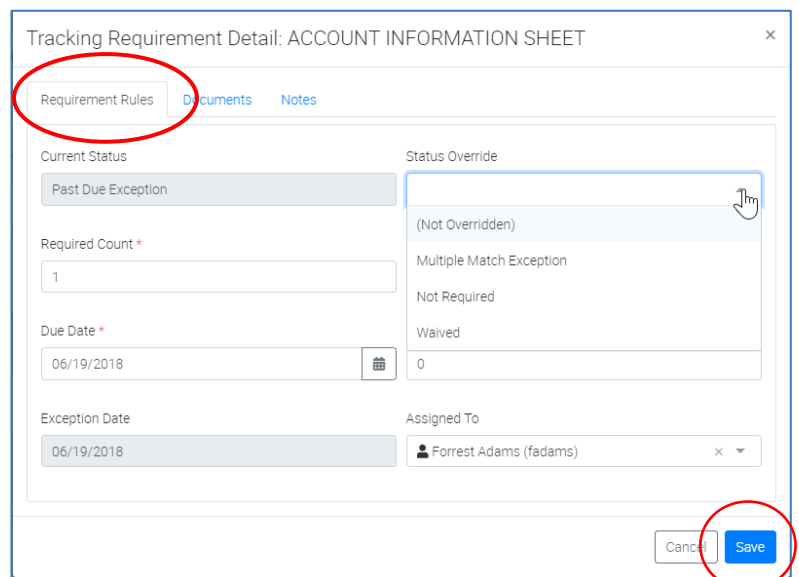 Tracking Requirement Detail: ACCOUNT INFORMATION SHEET
×
Requirement Rules Documents Notes
Current Status
Past Due Exception
Status Override
(Not Overridden)
Multiple Match Exception
Not Required
Waived
Required Count *
1
Due Date *
06/19/2018
0
Exception Date
06/19/2018
Assigned To
Forrest Adams (fadams)
×
Cancel Save